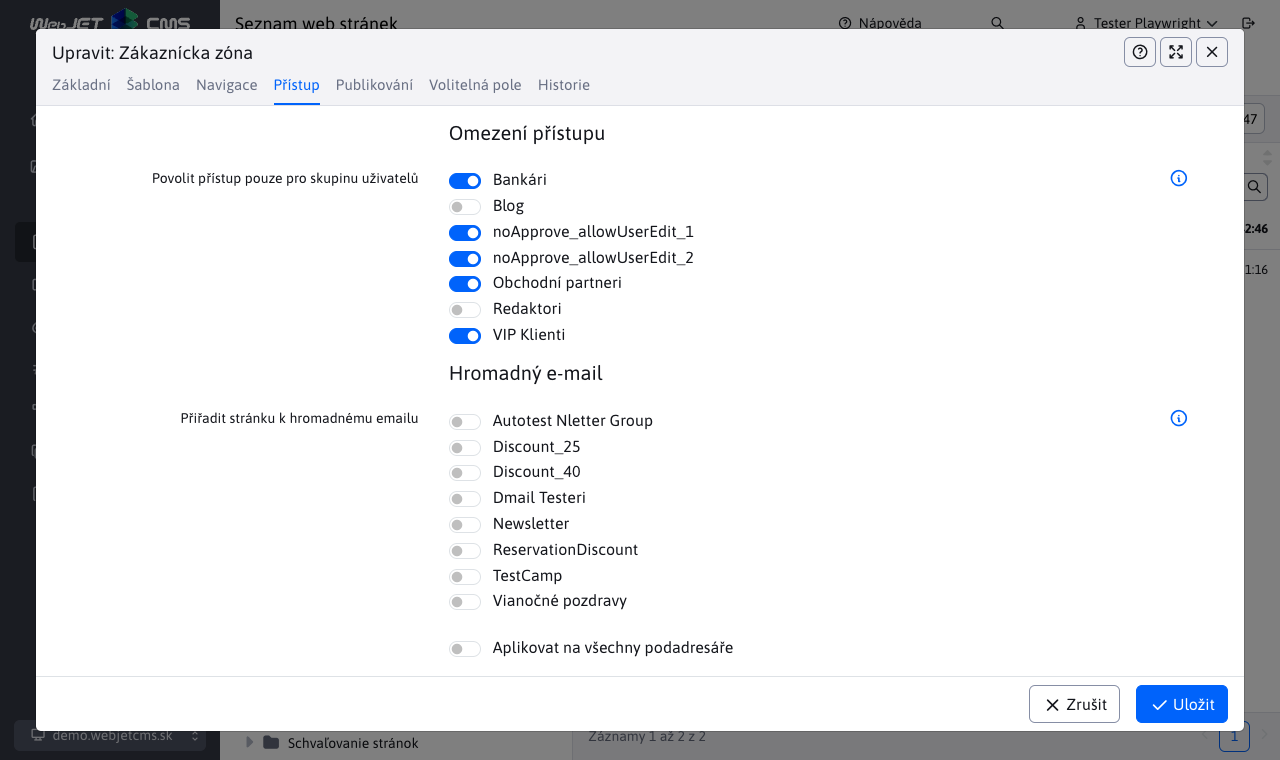 WebJET CMS
Seznam web stránek
Nápověda
Tester Playwright
Upravit: Zákaznícka zóna
Základní
Šablona
Navigace
Přístup
Publikování
Volitelná pole
Historie
Omezení přístupu
Povolit přístup pouze pro skupinu uživatelů
Bankári
Blog
noApprove_allowUserEdit_1
noApprove_allowUserEdit_2
Obchodní partneri
Redaktori
VIP Klienti
Hromadný e-mail
Přiřadit stránku k hromadnému emailu
Autotest Nletter Group
Discount_25
Discount_40
Dmail Testeri
Newsletter
ReservationDiscount
TestCamp
Vianočné pozdravy
Aplikovat na všechny podadresáře
47
2:46
1:16
Zrušit
Uložit
demo.webjetcms.sk
Schvaľovanie stránok
Záznamy 1 až 2 z 2
1